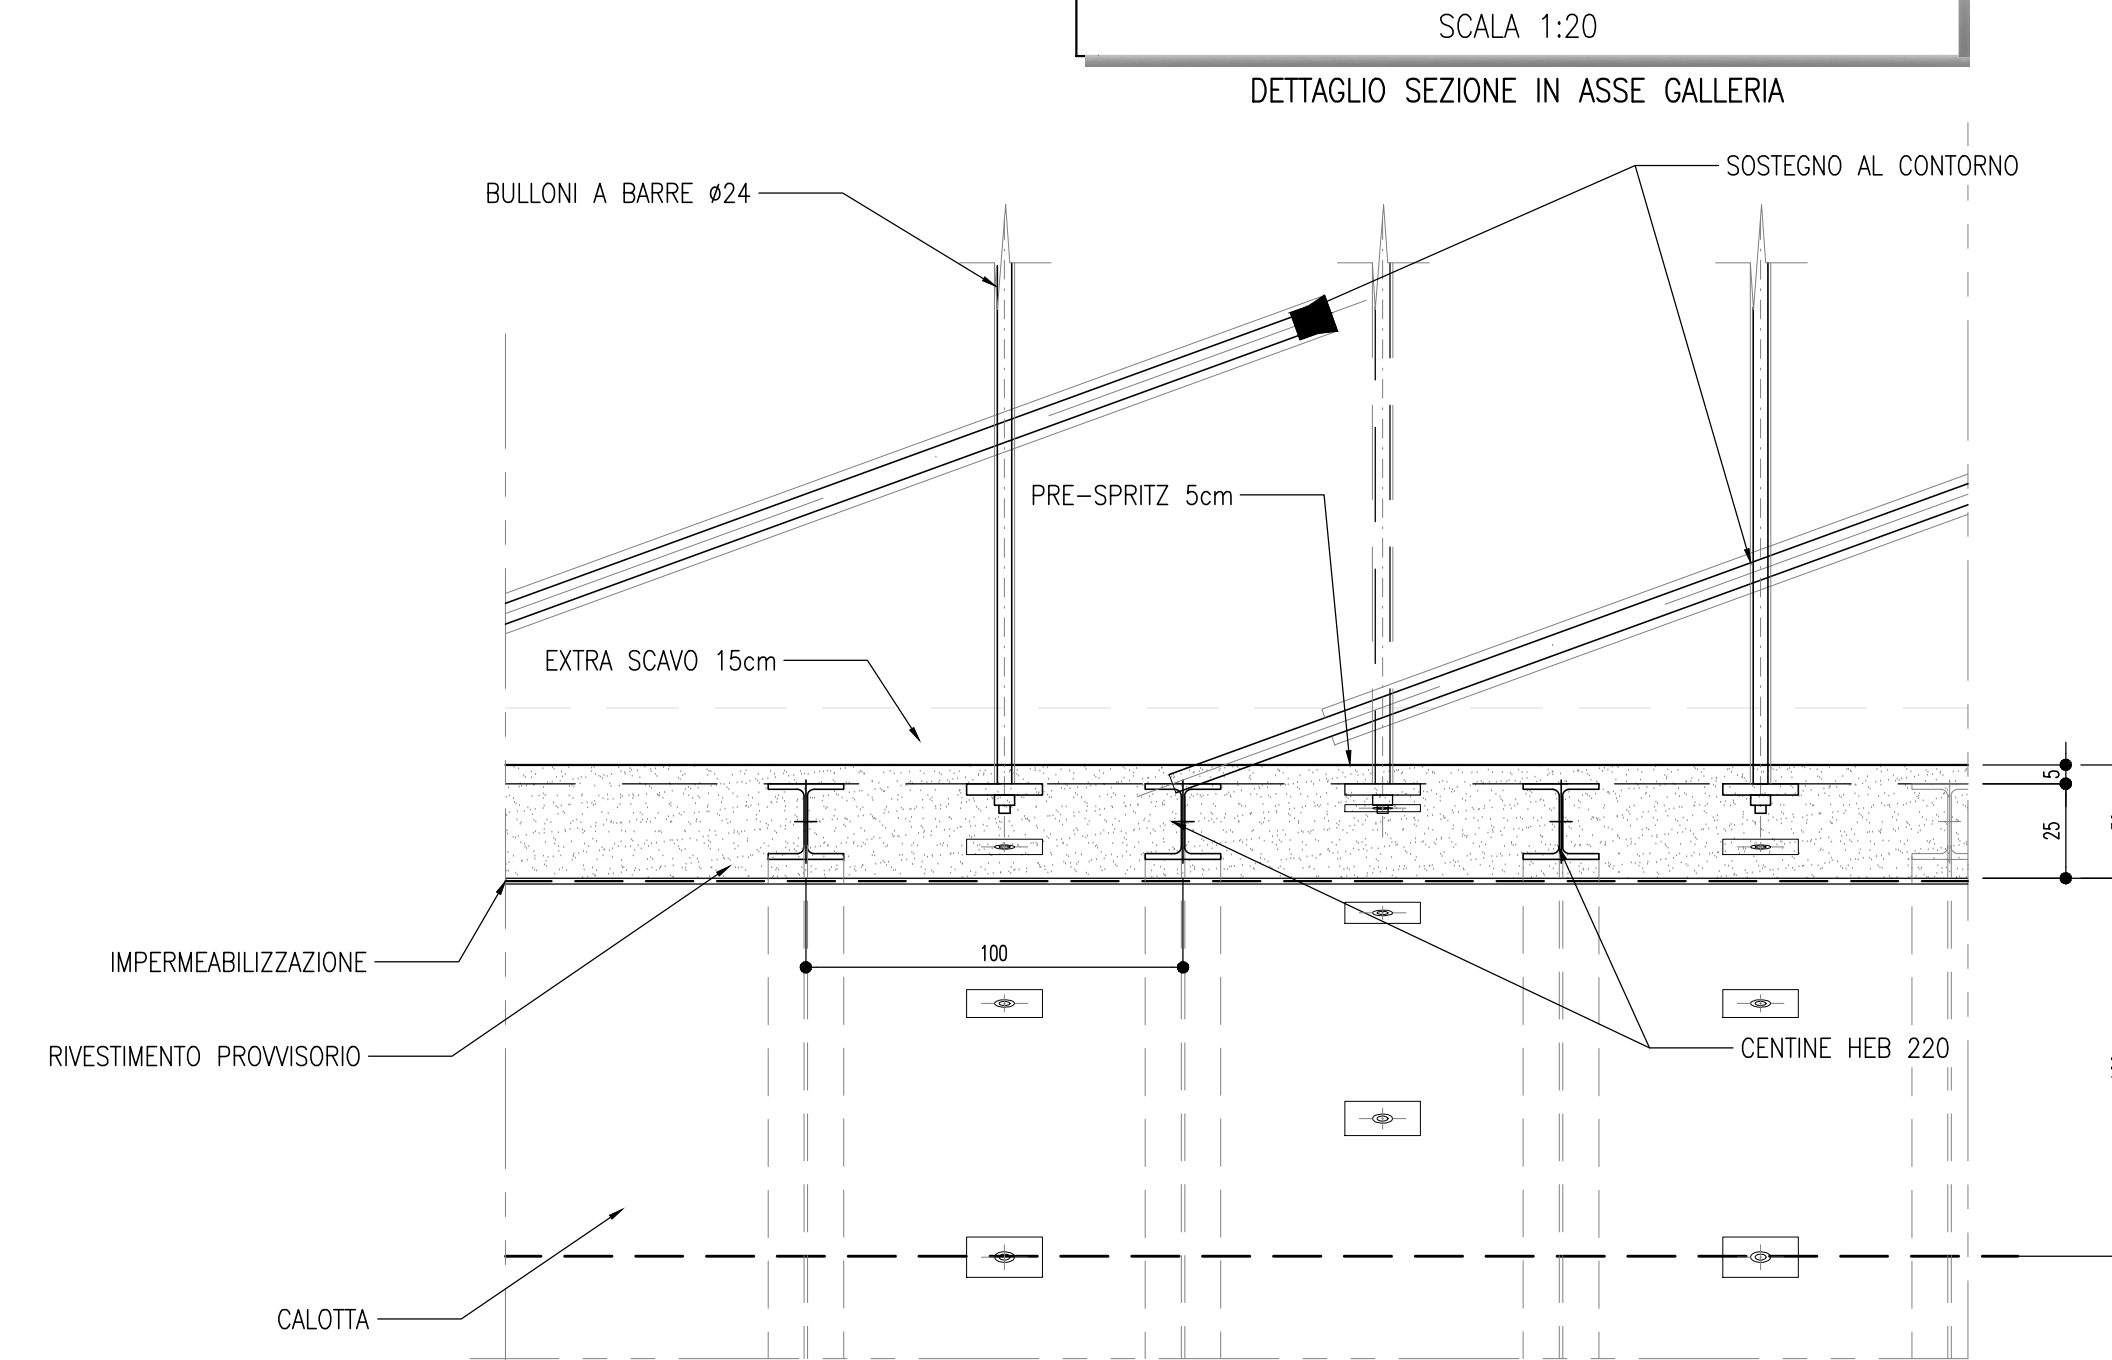 SCALA 1:20
DETTAGLIO SEZIONE IN ASSE GALLERIA
SOSTEGNO AL CONTORNO
BULLONI A BARRE ø24
PRE-SPRITZ 5cm
EXTRA SCAVO 15cm
5
25
100
IMPERMEABILIZZAZIONE
CENTINE HEB 220
RIVESTIMENTO PROVVISORIO
CALOTTA